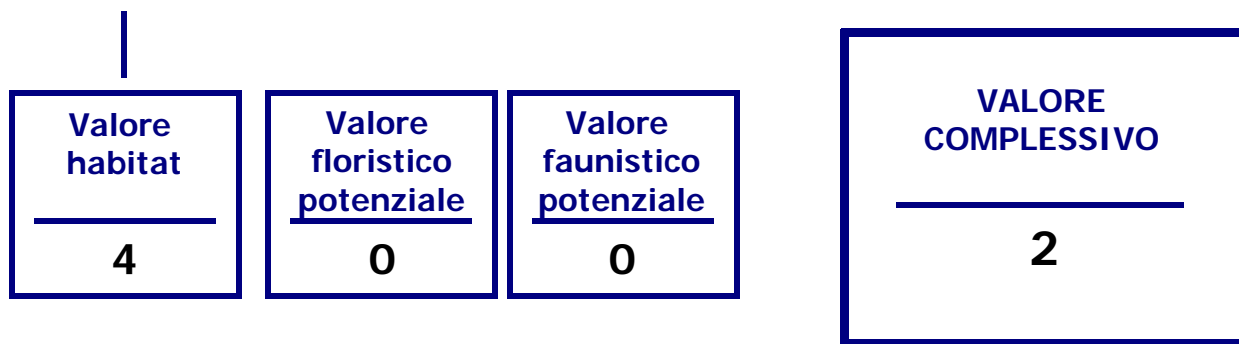 Valore
habitat
4
Valore
floristico
potenziale
0
Valore
faunistico
potenziale
0
VALORE
COMPLESSIVO
2